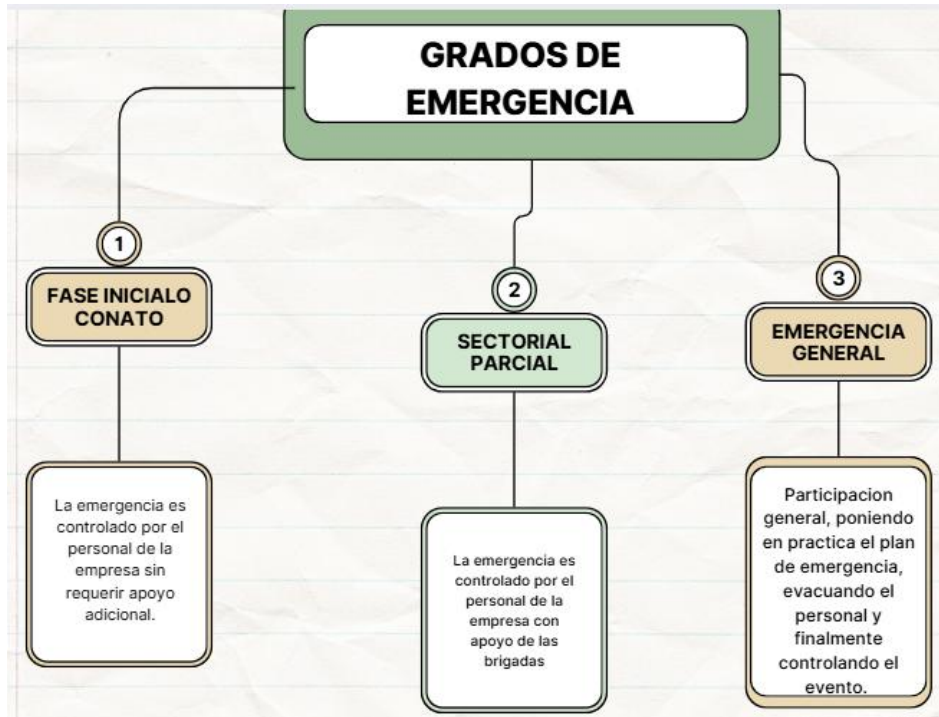 GRADOS DE
EMERGENCIA
1
FASE INICIALO
CONATO
La emergencia es
controlado por el
personal de la
empresa sin
requerir apoyo
adicional.
2
SECTORIAL
PARCIAL
La emergencia es
controlado por el
personal de la
empresa con
apoyo de las
brigadas
3
EMERGENCIA
GENERAL
Participacion
general, poniendo
en practica el plan
de emergencia,
evacuando el
personal y
finalmente
controlando el
evento.